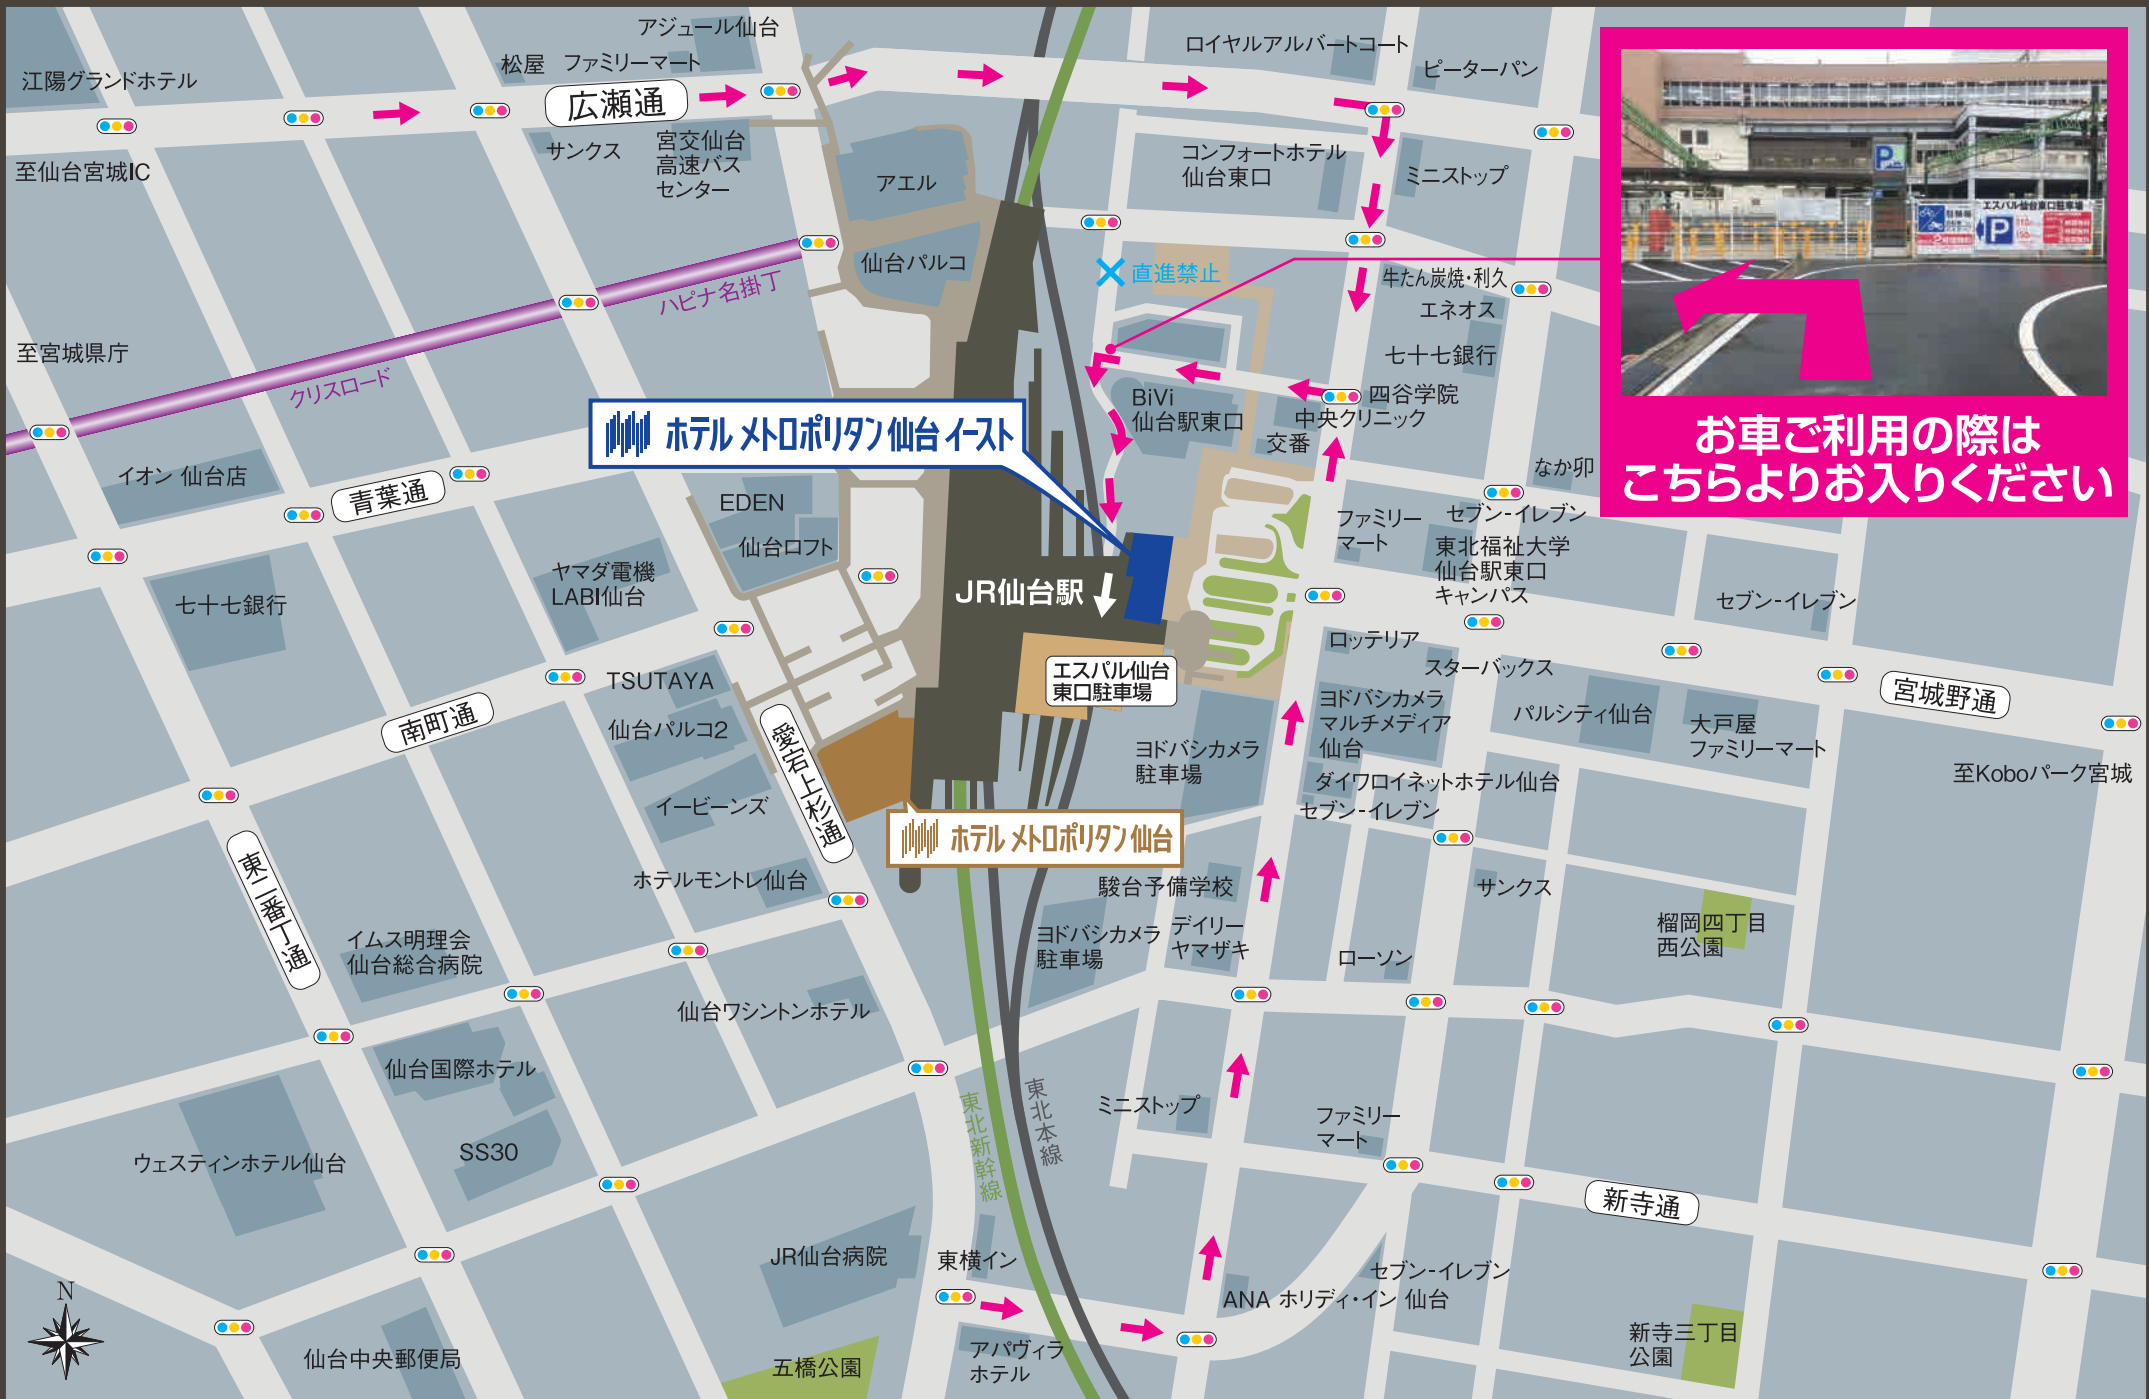 アジュール仙台
ロイヤルアルバートコート
松屋 ファミリーマート
ピーターパン
江陽グランドホテル
広瀬通
サンクス
宮交仙台
高速バス
センター
コンフォートホテル
仙台東口
ミニストップ
至仙台宮城IC
アエル
P
エスパル仙台東口駐車場
P
仙台パルコ
直進禁止
牛たん炭焼・利久
エネオス
ハピナ名掛丁
至宮城県庁
クリスロード
七十七銀行
BiVi
仙台駅東口
四谷学院
中央クリニック
交番
お車ご利用の際は
こちらよりお入りください
ホテル メトロポリタン仙台 イースト
イオン 仙台店
青葉通
なか卯
EDEN
仙台ロフト
ファミリー
マート
セブン-イレブン
東北福祉大学
仙台駅東口
キャンパス
ヤマダ電機
LABI仙台
JR仙台駅
七十七銀行
セブン-イレブン
ロッテリア
スターバックス
エスパル仙台
東口駐車場
TSUTAYA
仙台パルコ2
南町通
愛宕上杉通
ヨドバシカメラ
マルチメディア
仙台
パルシティ仙台
大戸屋
ファミリーマート
宮城野通
ヨドバシカメラ
駐車場
至Koboパーク宮城
イービーンズ
ダイワロイネットホテル仙台
セブン-イレブン
ホテル メトロポリタン仙台
東二番丁通
ホテルモントレ仙台
駿台予備学校
サンクス
デイリー
ヤマザキ
ヨドバシカメラ
駐車場
榴岡四丁目
西公園
イムス明理会
仙台総合病院
ローソン
仙台ワシントンホテル
仙台国際ホテル
東北新幹線
東北本線
ミニストップ
ファミリー
マート
ウェスティンホテル仙台
SS30
新寺通
JR仙台病院
東横イン
セブン-イレブン
ANA ホリディ・イン 仙台
N
仙台中央郵便局
五橋公園
アパヴィラ
ホテル
新寺三丁目
公園